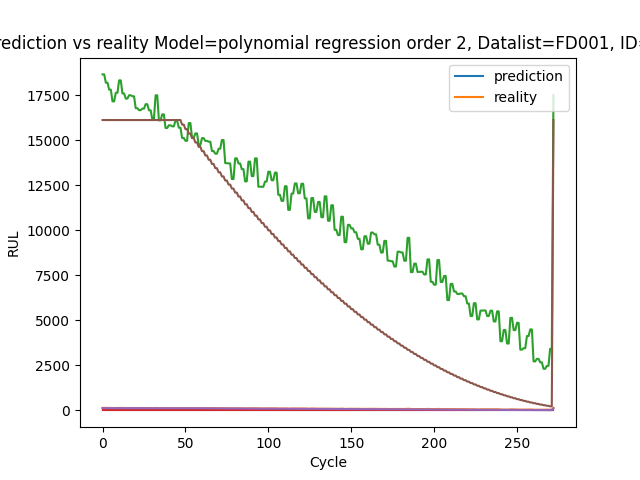 rediction vs reality Model=polynomial regression order 2, Datalist=FD001, ID=
prediction
reality
17500
15000
12500
10000
7500
5000
2500
0
RUL
0 50 100 150 200 250
Cycle